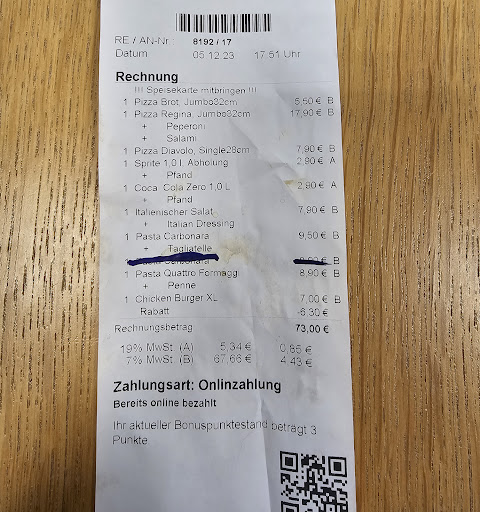 RE / AN-Nr.: 8192 / 17
Datum 05.12.23 17:51 Uhr
Rechnung
!!! Speisekarte mitbringen !!!
1 Pizza Brot, Jumbo32cm 5,50 € B
1 Pizza Regina, Jumbo32cm 17,90 € B
+ Peperoni
+ Salami
1 Pizza Diavolo, Single28cm 7,90 € B
1 Sprite 1,0 l, Abholung 2,90 € A
+ Pfand
1 Coca Cola Zero 1,0 L 2,90 € A
+ Pfand
1 Italienischer Salat 7,90 € B
+ Italian Dressing
1 Pasta Carbonara 9,50 € B
+ Tagliatelle
Carbonara € B
1 Pasta Quattro Formaggi 8,90 € B
+ Penne
1 Chicken Burger XL 7,00 € B
Rabatt -6,30 €
Rechnungsbetrag 73,00 €
19% MwSt. (A) 5,34 € 0,85 €
7% MwSt. (B) 67,66 € 4,43 €
Zahlungsart: Onlinzahlung
Bereits online bezahlt
Ihr aktueller Bonuspunktestand beträgt 3
Punkte